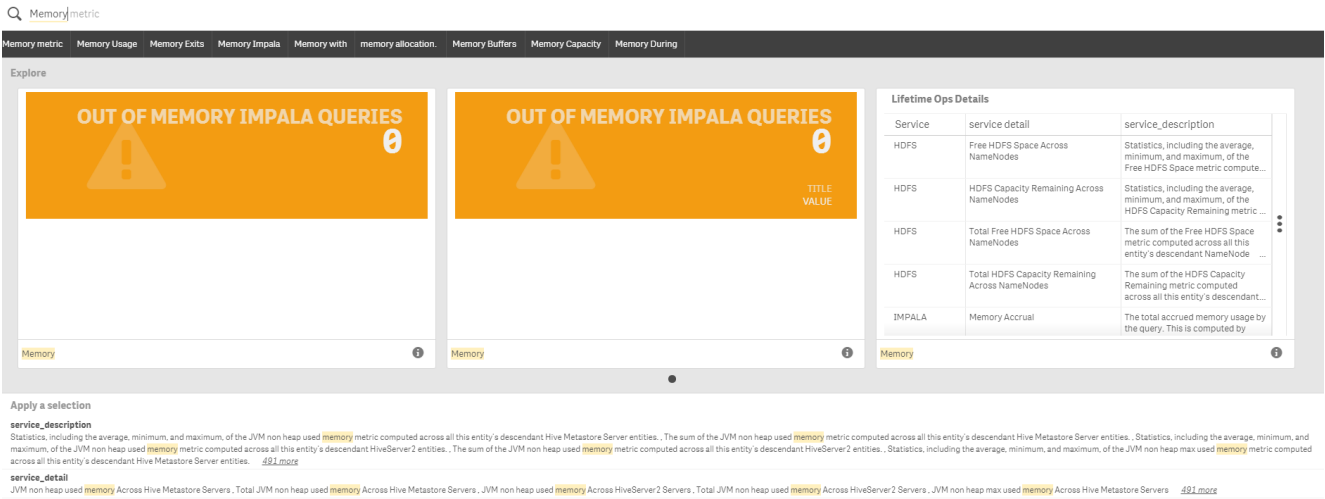 Memory metric
Memory metric Memory Usage Memory Exits Memory Impala Memory with memory allocation. Memory Buffers Memory Capacity Memory During
Explore
OUT OF MEMORY IMPALA QUERIES
0
Memory
OUT OF MEMORY IMPALA QUERIES
0
TITLE
VALUE
Memory
Lifetime Ops Details
Service service detail service_description
HDFS Free HDFS Space Across Statistics, including the average,
NameNodes minimum, and maximum, of the
Free HDFS Space metric compute...
HDFS HDFS Capacity Remaining Across Statistics, including the average,
NameNodes minimum, and maximum, of the
HDFS Capacity Remaining metric ...
HDFS Total Free HDFS Space Across The sum of the Free HDFS Space
NameNodes metric computed across all this
entity's descendant NameNode ...
HDFS Total HDFS Capacity Remaining The sum of the HDFS Capacity
Across NameNodes Remaining metric computed
across all this entity's descendant...
IMPALA Memory Accrual The total accrued memory usage by
the query. This is computed by
Memory
Apply a selection
service_description
Statistics, including the average, minimum, and maximum, of the JVM non heap used memory metric computed across all this entity's descendant Hive Metastore Server entities. , The sum of the JVM non heap used memory metric computed across all this entity's descendant Hive Metastore Server entities. , Statistics, including the average, minimum, and
maximum, of the JVM non heap used memory metric computed across all this entity's descendant HiveServer2 entities. , The sum of the JVM non heap used memory metric computed across all this entity's descendant HiveServer2 entities. , Statistics, including the average, minimum, and maximum, of the JVM non heap max used memory metric computed
across all this entity's descendant Hive Metastore Server entities. 491 more
service_detail
JVM non heap used memory Across Hive Metastore Servers , Total JVM non heap used memory Across Hive Metastore Servers , JVM non heap used memory Across HiveServer2 Servers , Total JVM non heap used memory Across HiveServer2 Servers , JVM non heap max used memory Across Hive Metastore Servers 491 more